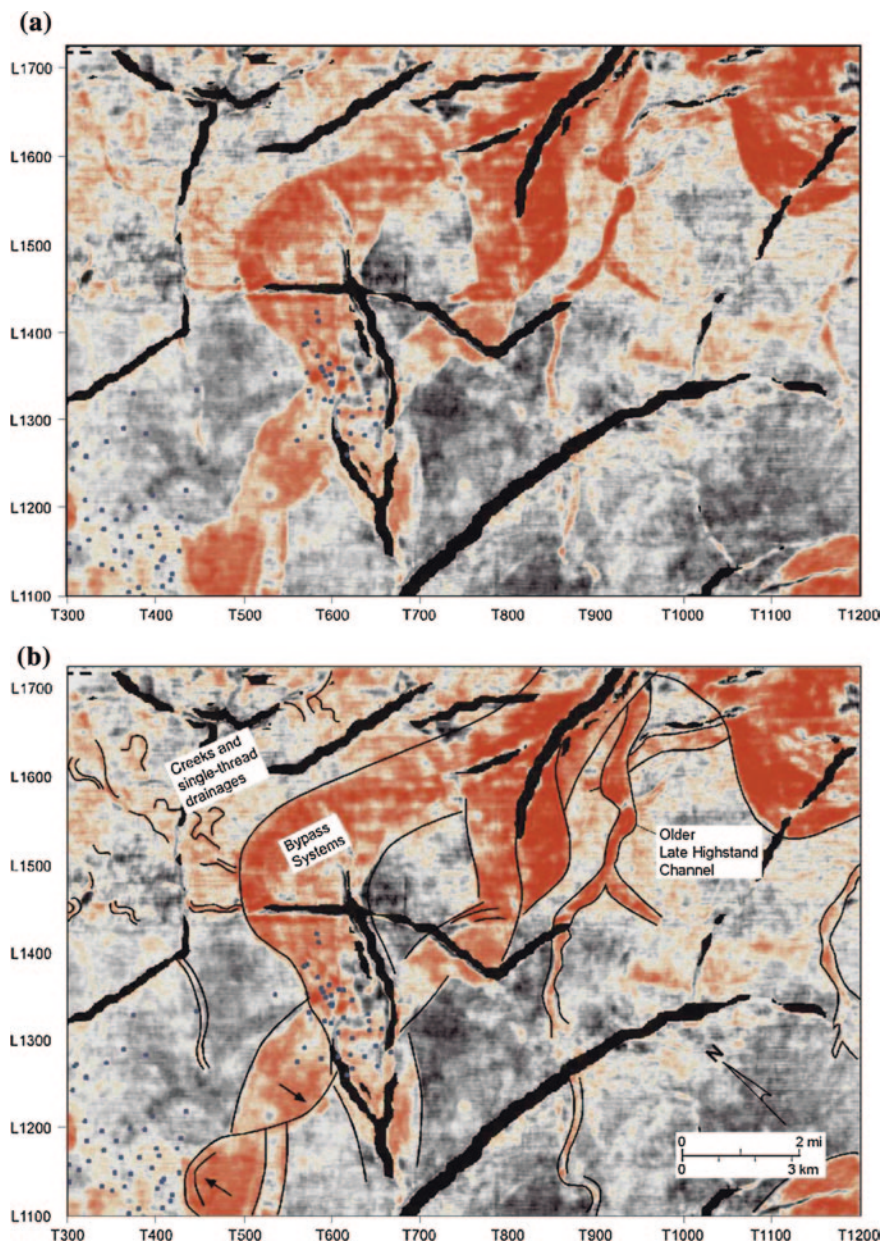 (a)
L1700
L1600
L1500
L1400
L1300
L1200
L1100
T300 T400 T500 T600 T700 T800 T900 T1000 T1100 T1200
(b)
L1700
L1600
L1500
L1400
L1300
L1200
L1100
Creeks and
single-thread
drainages
Bypass
Systems
Older
Late Highstand
Channel
N
0 2 mi
0 3 km
T300 T400 T500 T600 T700 T800 T900 T1000 T1100 T1200